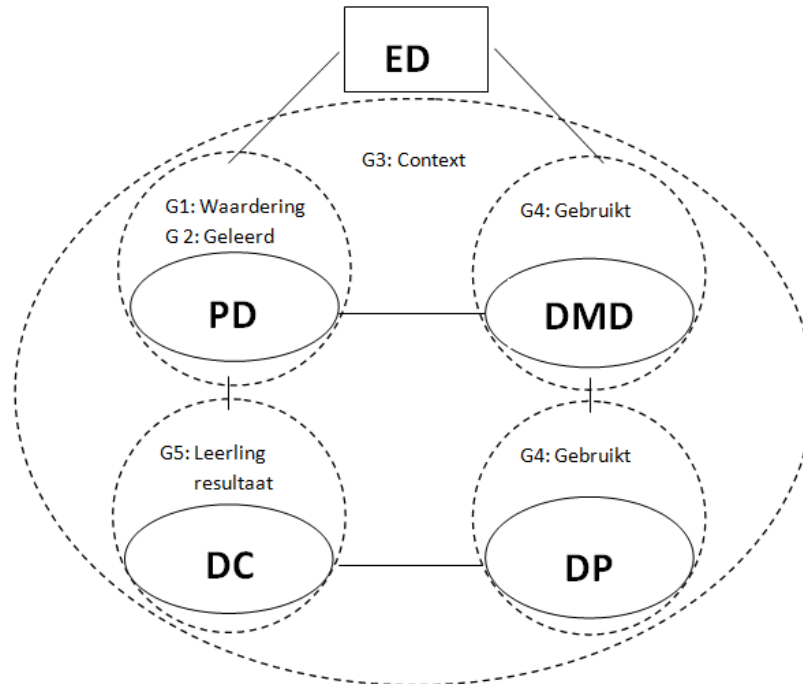 ED
G3: Context
G1: Waardering
G 2: Geleerd
G4: Gebruikt
PD
DMD
G5: Leerling
resultaat
G4: Gebruikt
DC
DP